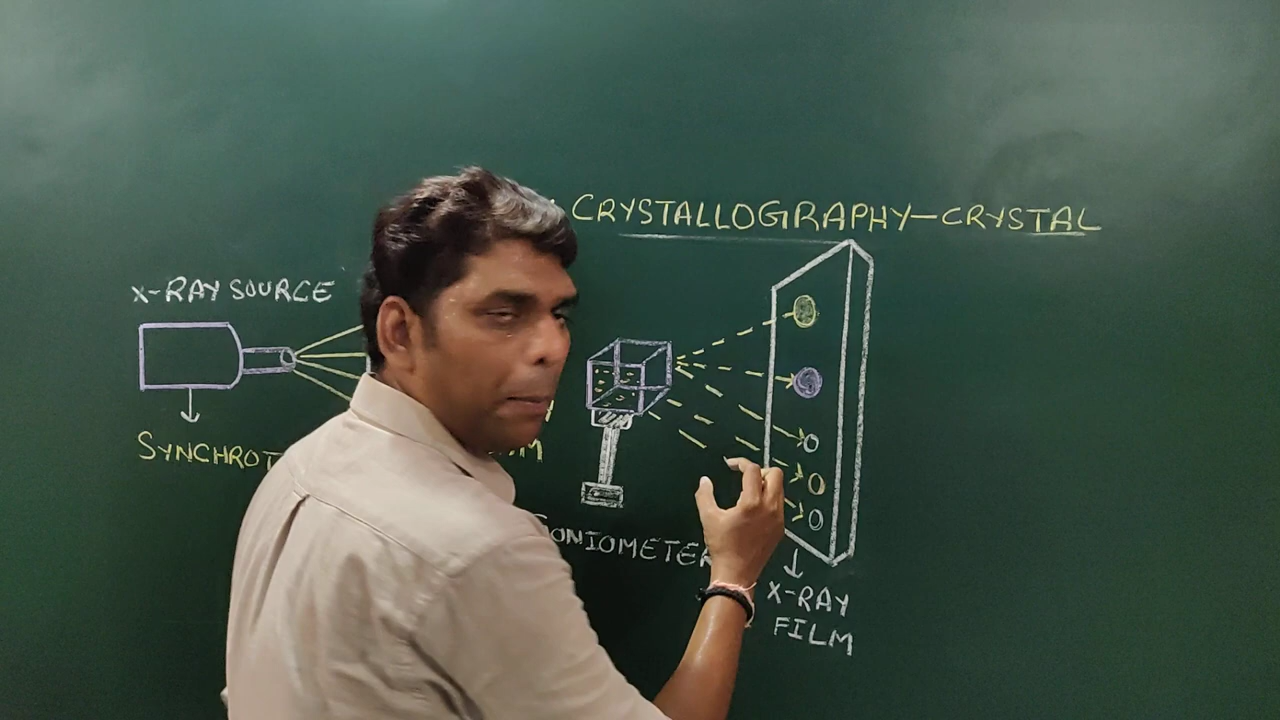 CRYSTALLOGRAPHY-CRYSTAL
X-RAY SOURCE
SYNCHROT
GONIOMETER
X-RAY
FILM